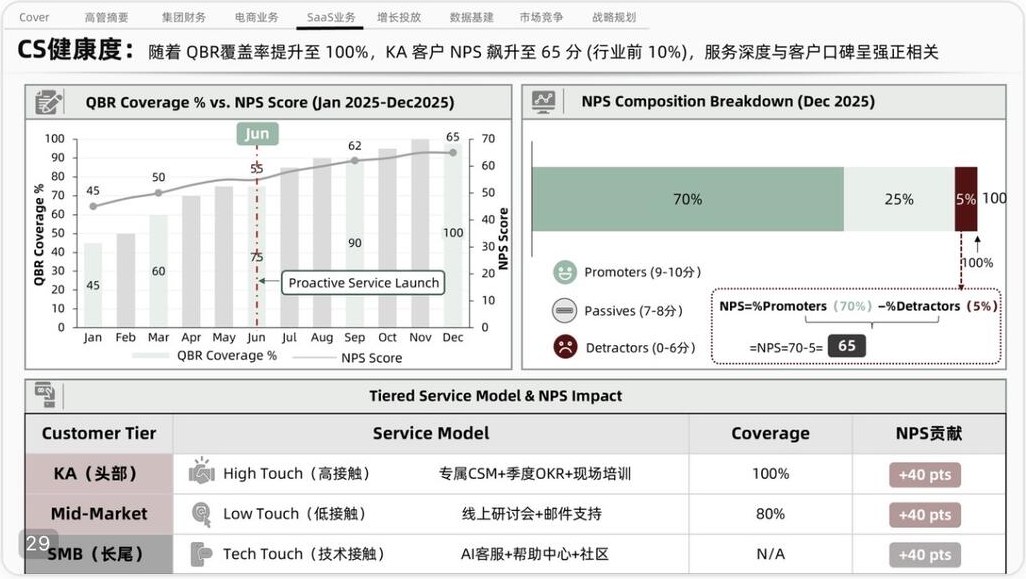 Cover 高管摘要 集团财务 电商业务 SaaS业务 增长投放 数据基建 市场竞争 战略规划
CS健康度：随着 QBR覆盖率提升至 100%，KA 客户 NPS 飙升至 65 分 (行业前 10%)，服务深度与客户口碑呈强正相关
QBR Coverage % vs. NPS Score (Jan 2025-Dec2025)
Jun
100
90
80
70
60
50
40
30
20
10
0
QBR Coverage %
45
50
55
62
65
45
60
75
90
100
Proactive Service Launch
70
60
50
40
30
20
10
0
NPS Score
Jan Feb Mar Apr May Jun Jul Aug Sep Oct Nov Dec
QBR Coverage % NPS Score
NPS Composition Breakdown (Dec 2025)
70% 25% 5% 100
100%
Promoters (9-10分)
Passives (7-8分)
Detractors (0-6分)
NPS=%Promoters (70%) −%Detractors (5%)
=NPS=70-5= 65
Tiered Service Model & NPS Impact
Customer Tier Service Model Coverage NPS贡献
KA（头部） High Touch（高接触） 专属CSM+季度OKR+现场培训 100% +40 pts
Mid-Market Low Touch（低接触） 线上研讨会+邮件支持 80% +40 pts
SMB（长尾） Tech Touch（技术接触） AI客服+帮助中心+社区 N/A +40 pts
29